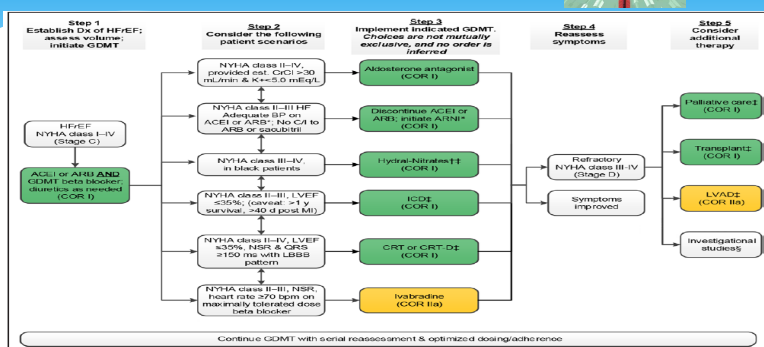 Step 1
Establish Dx of HFrEF;
assess volume;
initiate GDMT
Step 2
Consider the following
patient scenarios
Step 3
Implement indicated GDMT.
Choices are not mutually
exclusive, and no order is
inferred
Step 4
Reassess
symptoms
Step 5
Consider
additional
therapy
HFrEF
NYHA class I–IV
(Stage C)
ACEI or ARB AND
GDMT beta blocker;
diuretics as needed
(COR I)
NYHA class II–IV,
provided est. CrCl >30
mL/min & K+<5.0 mEq/L
NYHA class II–III HF
Adequate BP on
ACEI or ARB*; No C/I to
ARB or sacubitril
NYHA class III–IV,
in black patients
NYHA class II–III, LVEF
≤35%; (caveat: >1 y
survival, >40 d post MI)
NYHA class II–IV, LVEF
≤35%, NSR & QRS
≥150 ms with LBBB
pattern
NYHA class II–III, NSR,
heart rate ≥70 bpm on
maximally tolerated dose
beta blocker
Aldosterone antagonist
(COR I)
Discontinue ACEI or
ARB; initiate ARNI*
(COR I)
Hydral-Nitrates†‡
(COR I)
ICD‡
(COR I)
CRT or CRT-D‡
(COR I)
Ivabradine
(COR IIa)
Refractory
NYHA class III-IV
(Stage D)
Symptoms
improved
Palliative care‡
(COR I)
Transplant‡
(COR I)
LVAD‡
(COR IIa)
Investigational
studies§
Continue GDMT with serial reassessment & optimized dosing/adherence